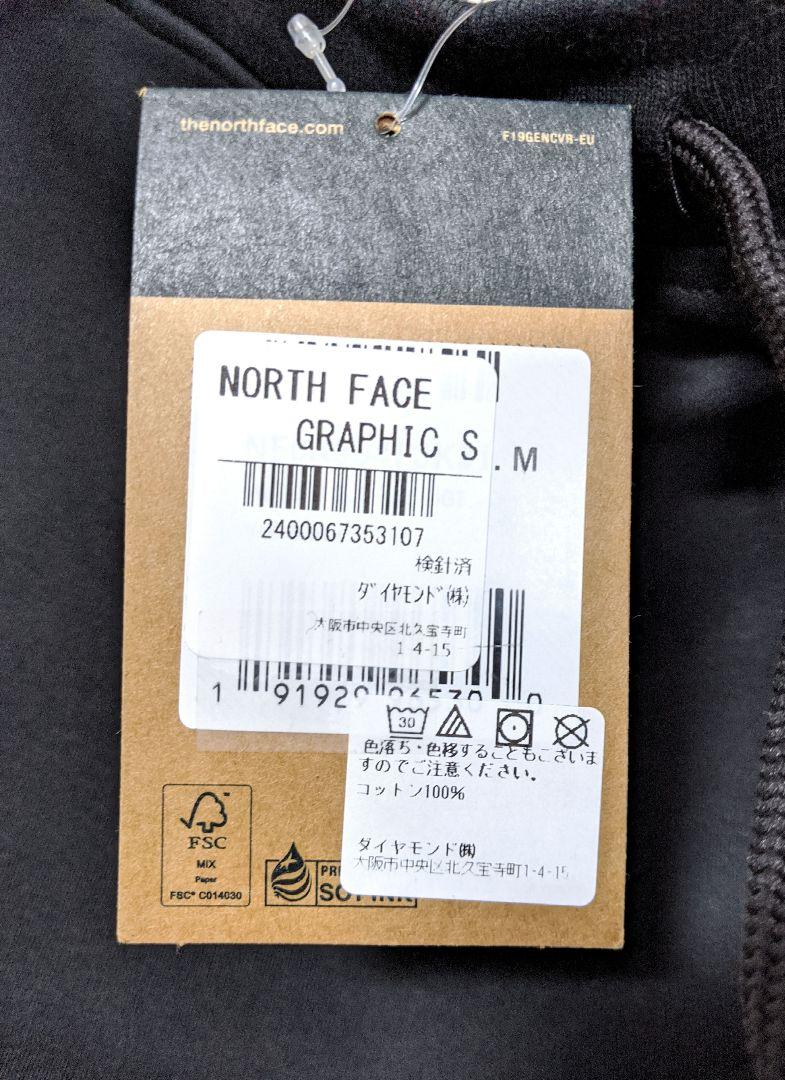 thenorthface.com
F19GENCVR-EU
NORTH FACE
GRAPHIC S
. M
2400067353107
検針済
ダイヤモンド㈱
大阪市中央区北久宝寺町
1 4-15
1 91929
30
色落ち・色移することもございま
すのでご注意ください。
コットン100%
ダイヤモンド㈱
大阪市中央区北久宝寺町1-4-15
FSC
MIX
Paper
FSC® C014030
SOY INK